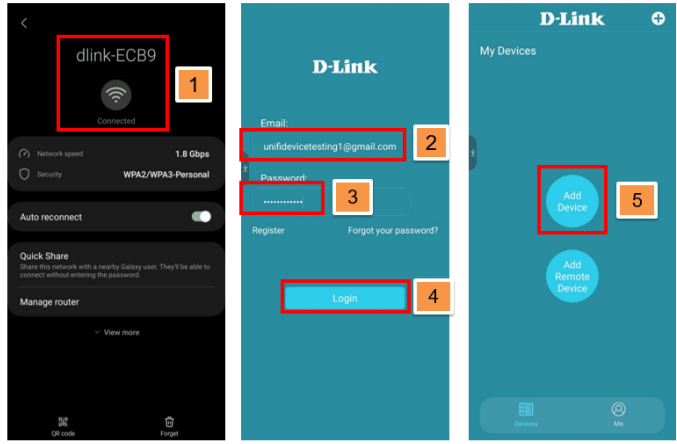 dlink-ECB9
1
Connected
Network speed
1.8 Gbps
Security
WPA2/WPA3-Personal
Auto reconnect
Quick Share
Share this network with a nearby Galaxy user. They'll be able to
connect without entering the password.
Manage router
View more
QR code
Forget
D-Link
Email:
unifidevicetesting1@gmail.com
2
Password:
............
3
Register
Forgot your password?
Login
4
D-Link
My Devices
Add
Device
5
Add
Remote
Device
Devices
Me